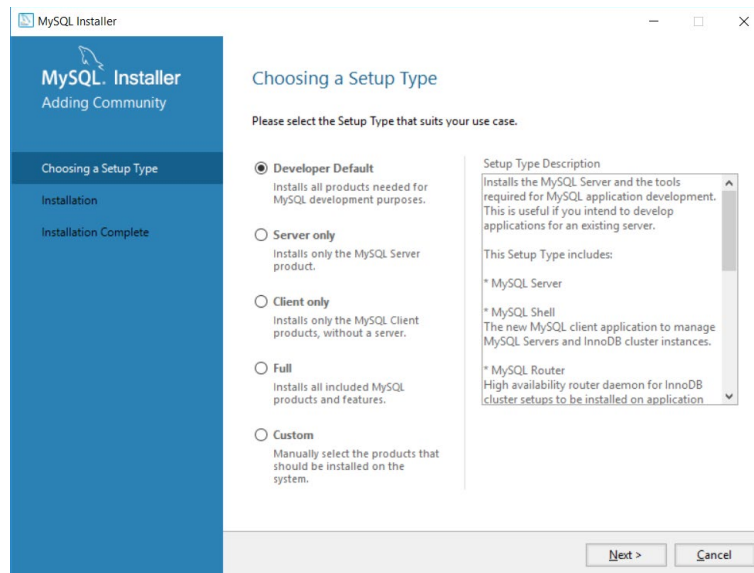 MySQL Installer
MySQL. Installer
Adding Community
Choosing a Setup Type
Installation
Installation Complete
Choosing a Setup Type
Please select the Setup Type that suits your use case.
Developer Default
Installs all products needed for
MySQL development purposes.
Server only
Installs only the MySQL Server
product.
Client only
Installs only the MySQL Client
products, without a server.
Full
Installs all included MySQL
products and features.
Custom
Manually select the products that
should be installed on the
system.
Setup Type Description
Installs the MySQL Server and the tools
required for MySQL application development.
This is useful if you intend to develop
applications for an existing server.
This Setup Type includes:
* MySQL Server
* MySQL Shell
The new MySQL client application to manage
MySQL Servers and InnoDB cluster instances.
* MySQL Router
High availability router daemon for InnoDB
cluster setups to be installed on application
Next >
Cancel